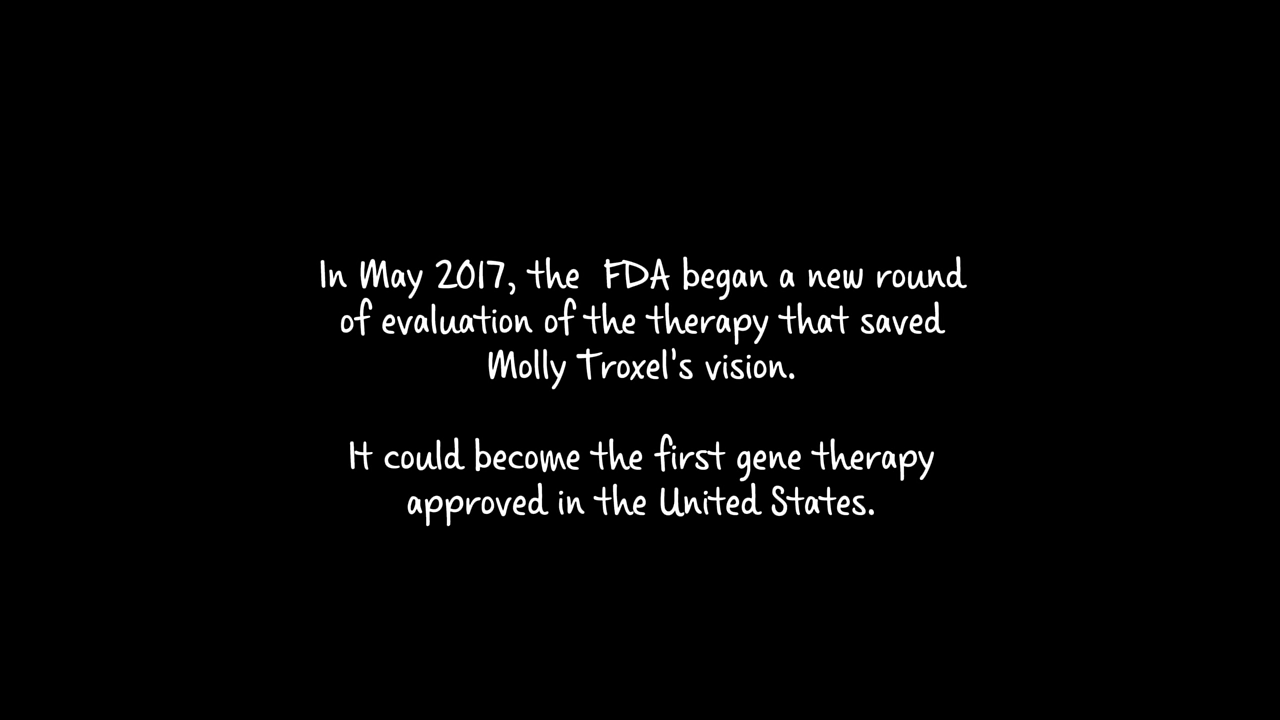 In May 2017, the  FDA began a new round
of evaluation of the therapy that saved
Molly Troxel's vision.
It could become the first gene therapy
approved in the United States.